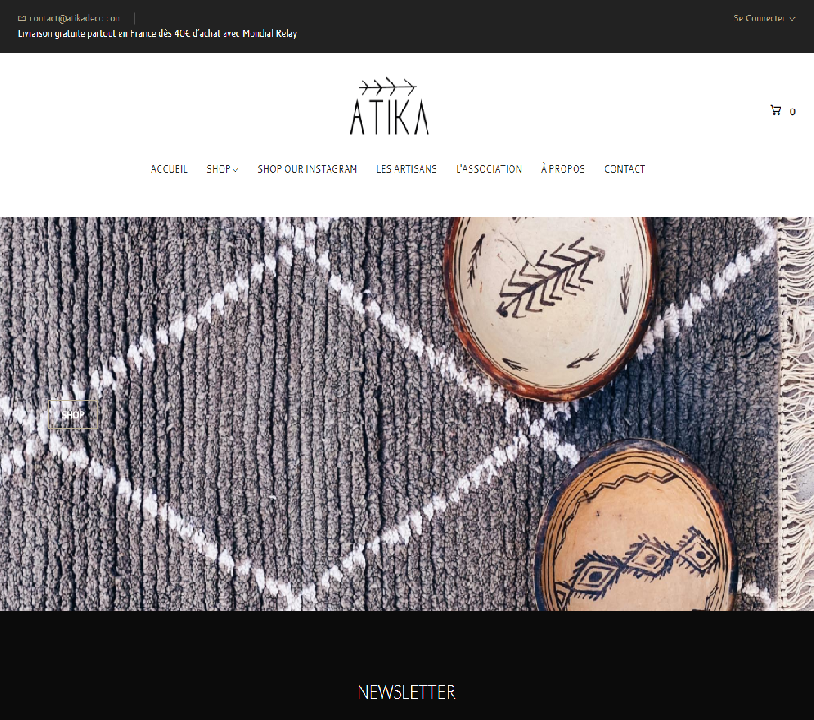 contact@atikadeco.com
Se Connecter
Livraison gratuite partout en France dès 40€ d'achat avec Mondial Relay
ATIKA
0
ACCUEIL SHOP SHOP OUR INSTAGRAM LES ARTISANS L'ASSOCIATION À PROPOS CONTACT
SHOP
NEWSLETTER